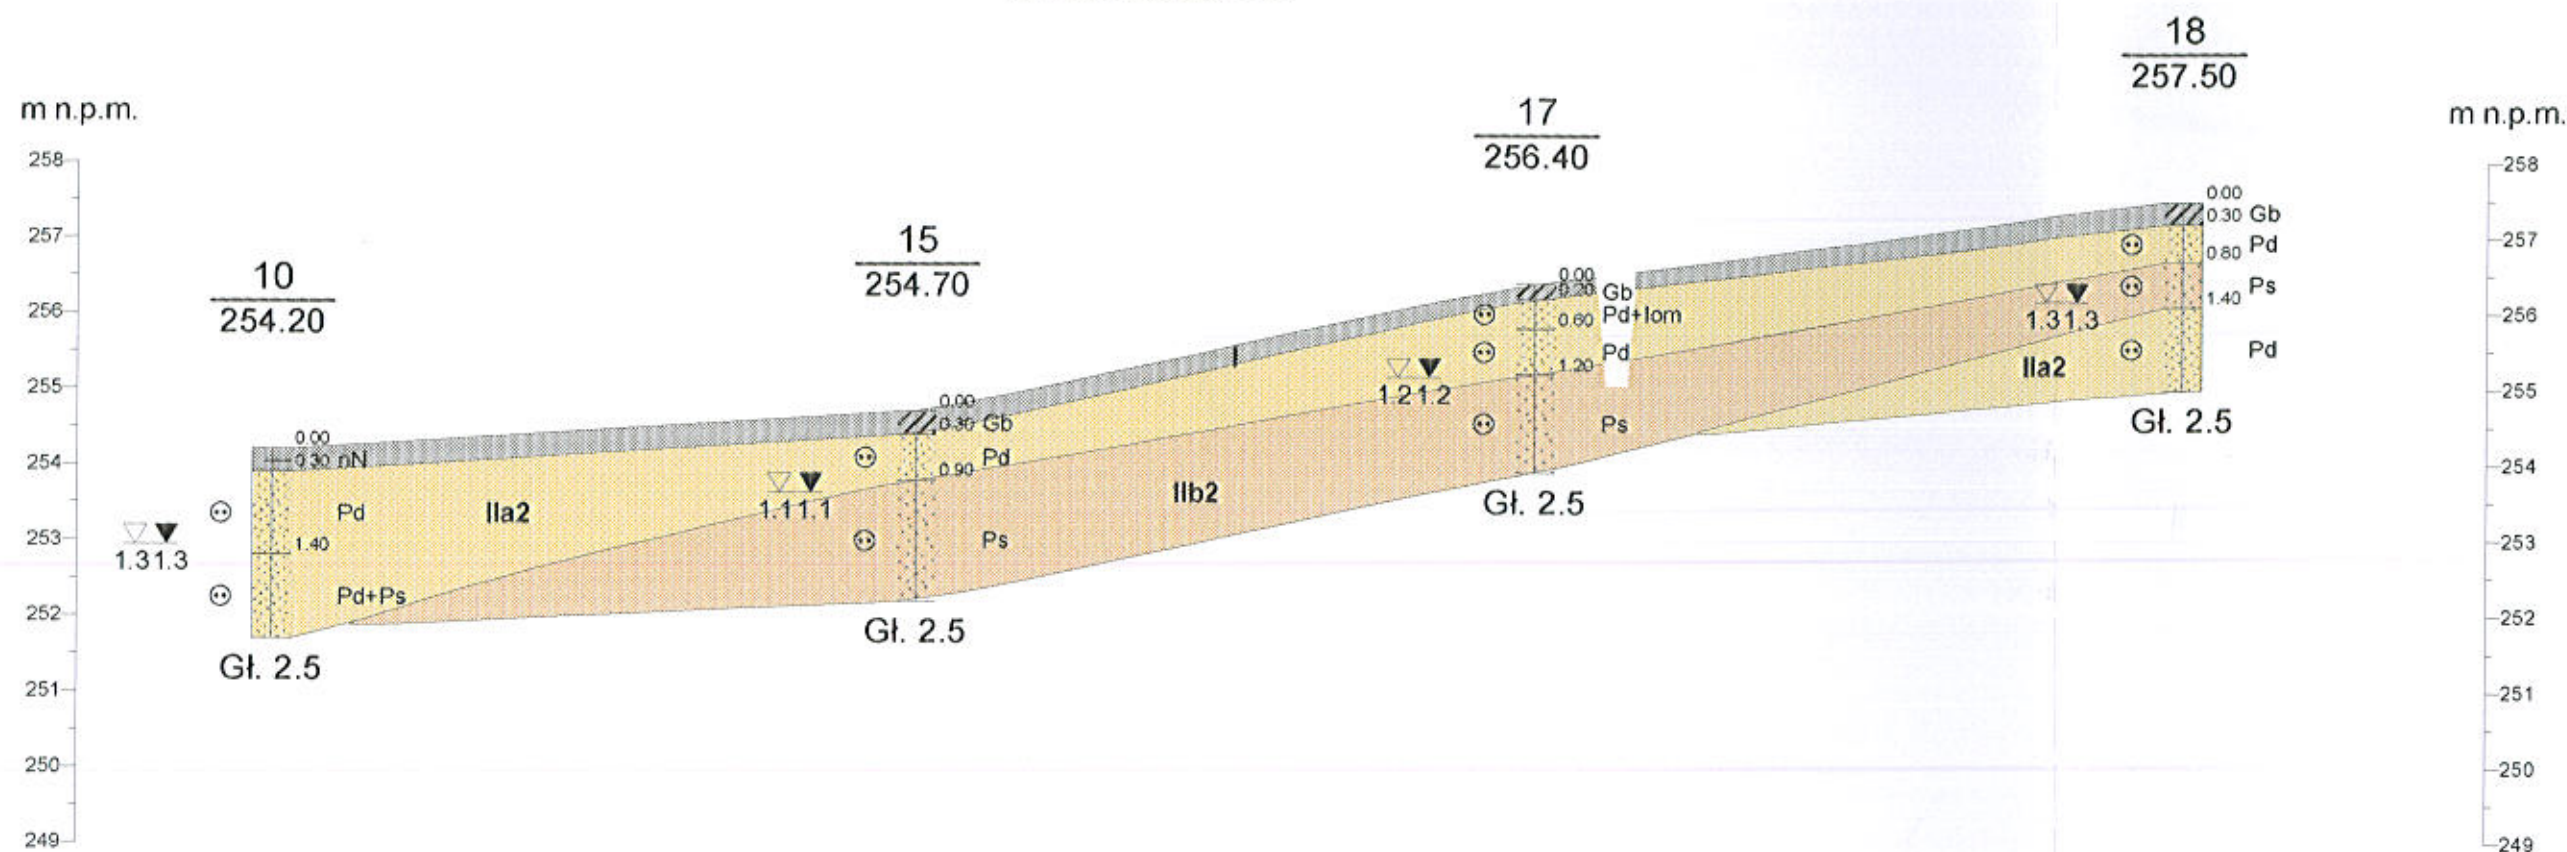 18
257.50
m n.p.m.
m n.p.m.
17
256.40
258
258
0.00
0.30 Gb
15
254.70
257
257
Pd
0.80
10
254.20
0.00
0.20 Gb
Ps
1.40
256
256
Pd+Iom
0.60
1.3 1.3
Pd
Pd
1.20
IIa2
255
255
1.2 1.2
0.00
0.30 Gb
Gł. 2.5
Ps
0.00
0.30 nN
254
254
Pd
0.90
IIb2
Gł. 2.5
1.1 1.1
Pd
IIa2
1.40
253
253
Ps
1.3 1.3
Pd+Ps
252
252
Gł. 2.5
Gł. 2.5
251
251
250
250
249
249